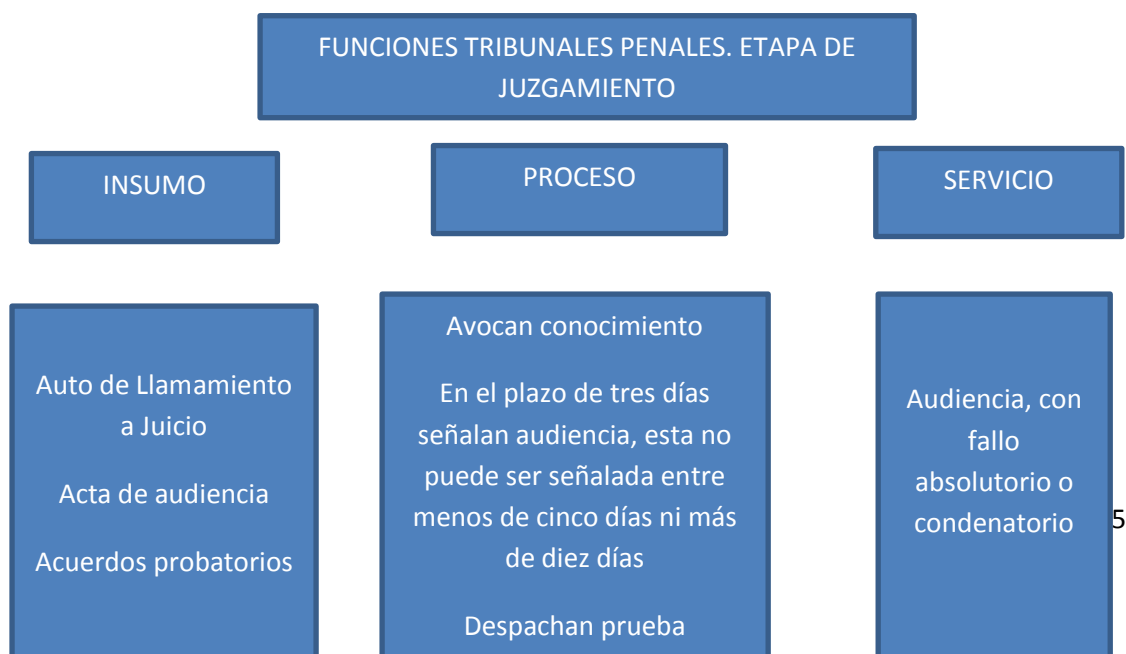 FUNCIONES TRIBUNALES PENALES. ETAPA DE
JUZGAMIENTO
INSUMO
PROCESO
SERVICIO
Auto de Llamamiento
a Juicio
Acta de audiencia
Acuerdos probatorios
Avocan conocimiento
En el plazo de tres días
señalan audiencia, esta no
puede ser señalada entre
menos de cinco días ni más
de diez días
Despachan prueba
Audiencia, con
fallo
absolutorio o
condenatorio
5